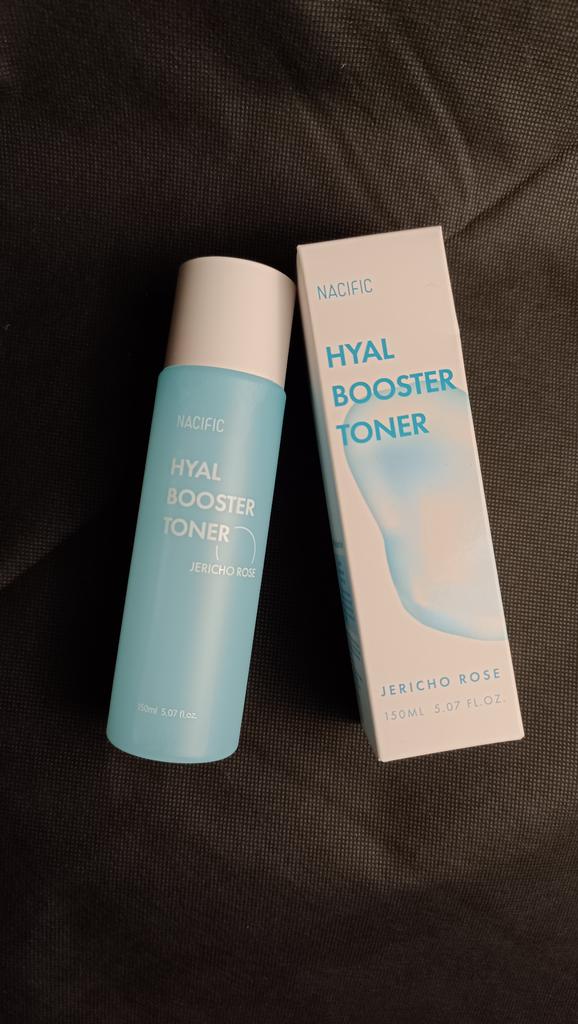 NACIFIC
HYAL
BOOSTER
TONER
JERICHO ROSE
150ml 5.07 fl.oz.
NACIFIC
HYAL
BOOSTER
TONER
JERICHO ROSE
150ML 5.07 FL.OZ.